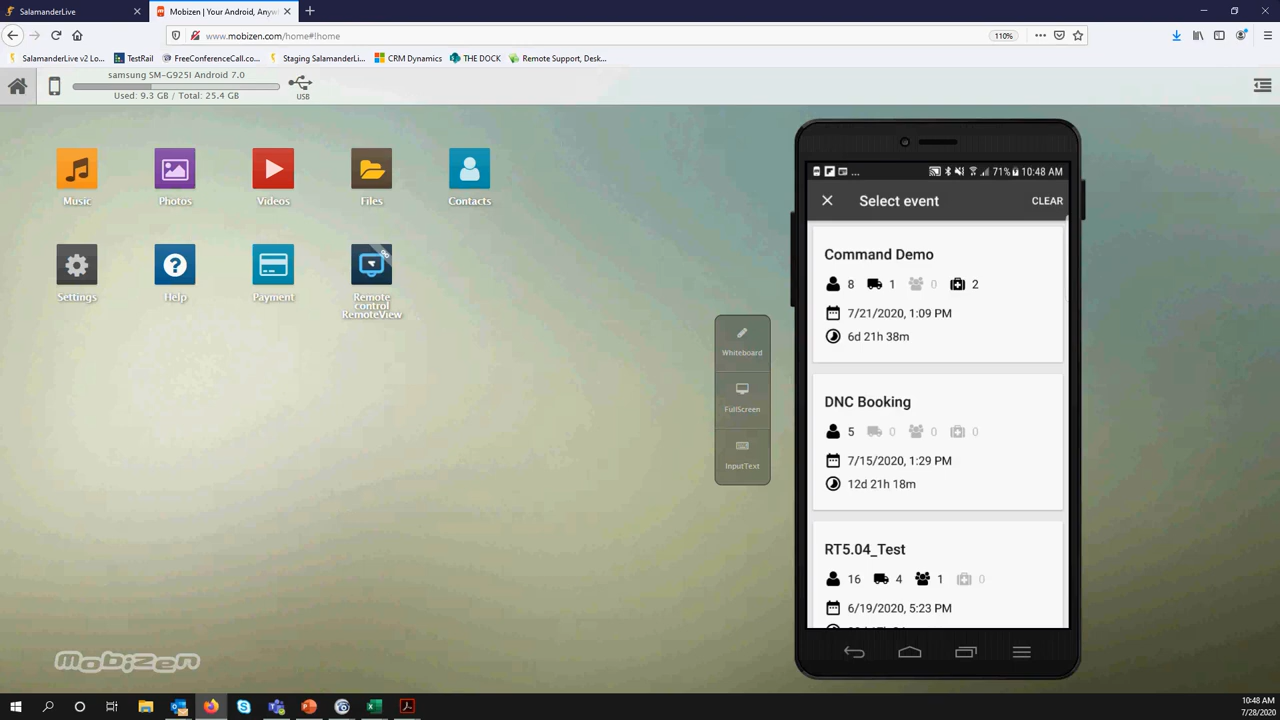 SalamanderLive
Mobizen | Your Android, Anyw
www.mobizen.com/home#!home
110%
SalamanderLive v2 Lo...
TestRail
FreeConferenceCall.co...
Staging SalamanderLi...
CRM Dynamics
THE DOCK
Remote Support, Desk...
samsung SM-G925I Android 7.0
Used: 9.3 GB / Total: 25.4 GB
USB
Music
Photos
Videos
Files
Contacts
Settings
Help
Payment
Remote
control
RemoteView
Whiteboard
FullScreen
InputText
... 71% 10:48 AM
Select event
CLEAR
Command Demo
8 1 0 2
7/21/2020, 1:09 PM
6d 21h 38m
DNC Booking
5 0 0 0
7/15/2020, 1:29 PM
12d 21h 18m
RT5.04_Test
16 4 1 0
6/19/2020, 5:23 PM
mobizen
10:48 AM
7/28/2020